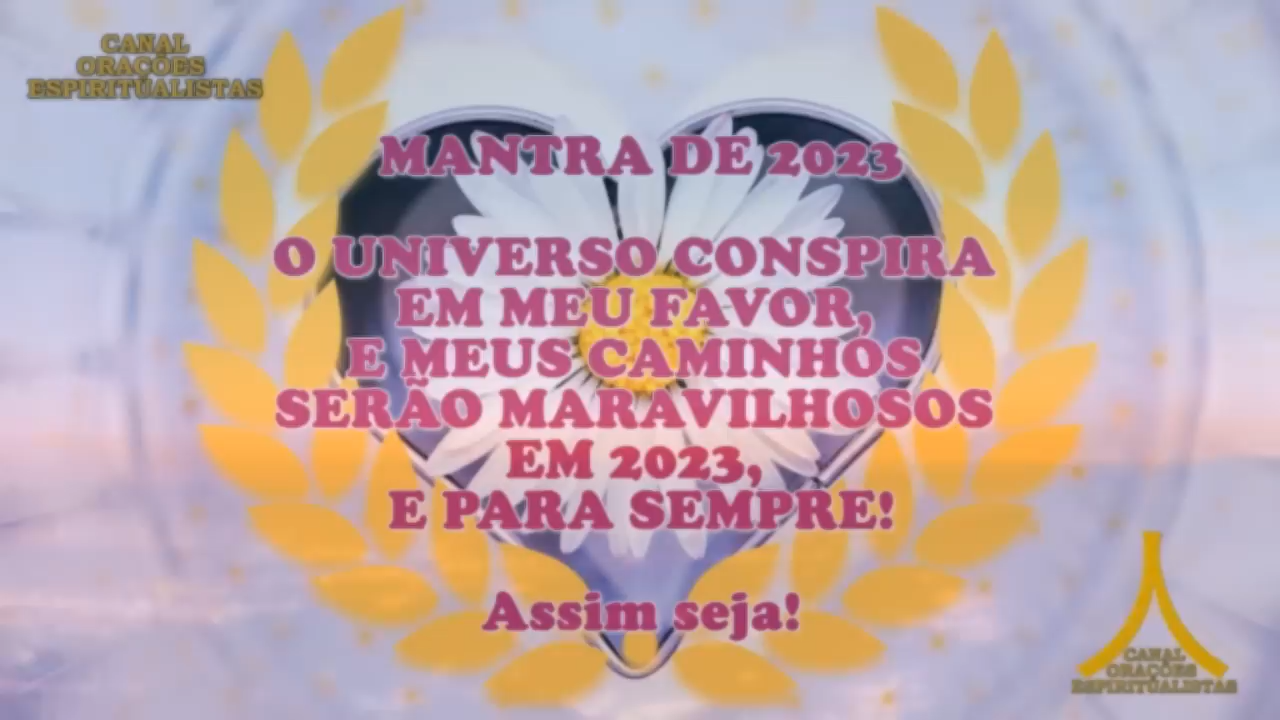 CANAL
ORAÇÕES
ESPIRITUALISTAS
MANTRA DE 2023
O UNIVERSO CONSPIRA
EM MEU FAVOR,
E MEUS CAMINHOS
SERÃO MARAVILHOSOS
EM 2023,
E PARA SEMPRE!
Assim seja!
CANAL
ORAÇÕES
ESPIRITUALISTAS